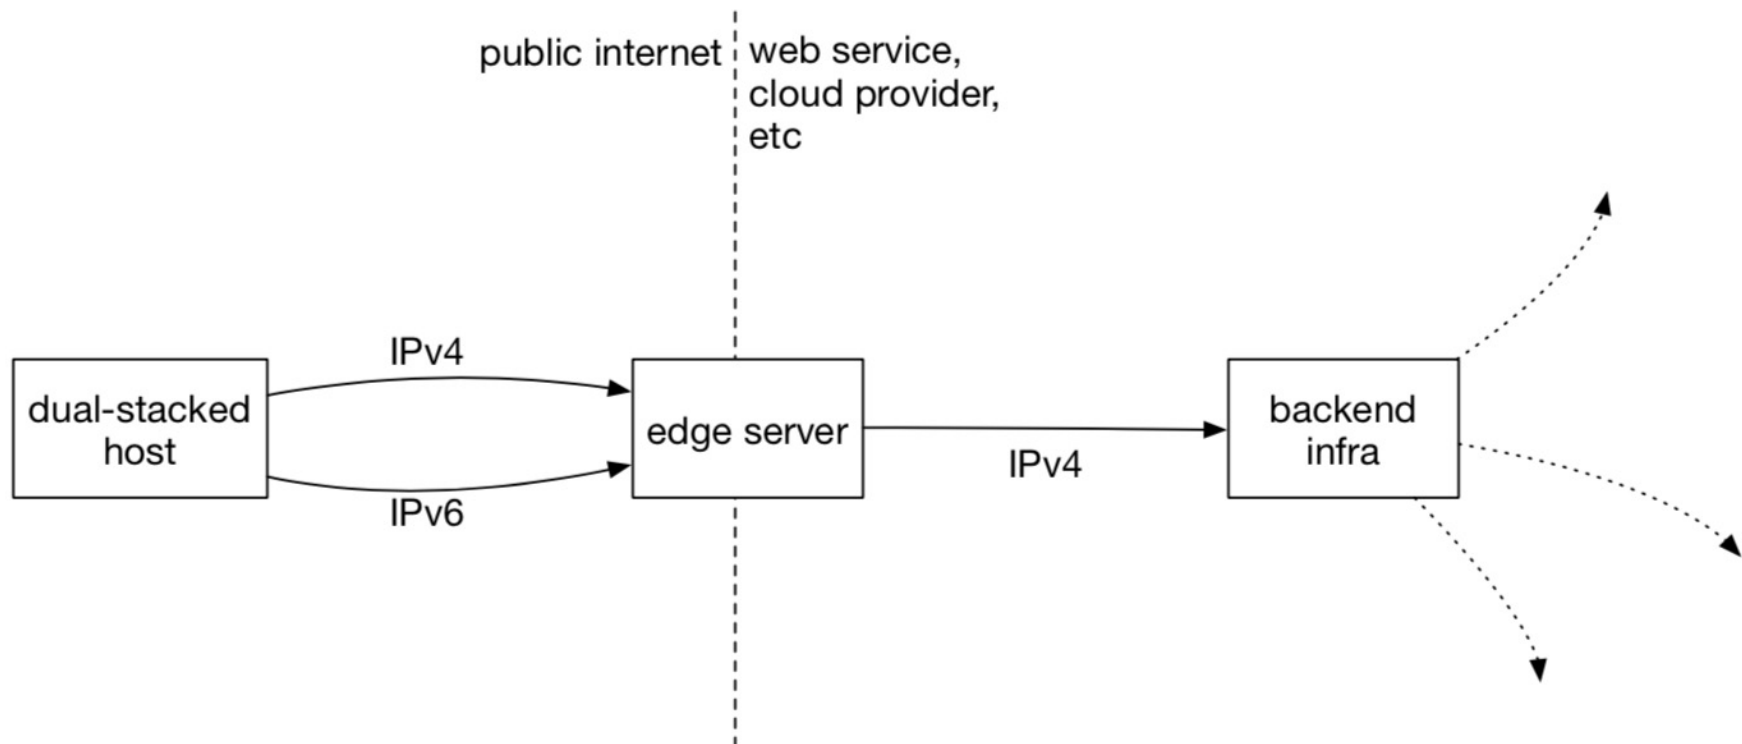 public internet
web service,
cloud provider,
etc
IPv4
dual-stacked
host
IPv6
edge server
IPv4
backend
infra